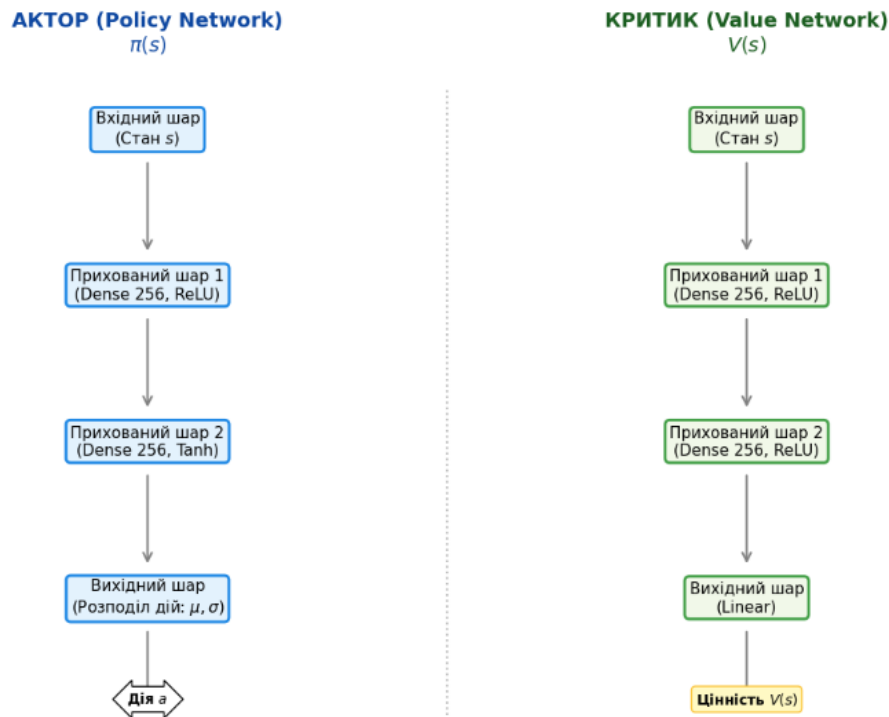 АКТОР (Policy Network)
π(s)
Вхідний шар
(Стан s)
Прихований шар 1
(Dense 256, ReLU)
Прихований шар 2
(Dense 256, Tanh)
Вихідний шар
(Розподіл дій: μ, σ)
Дія a
КРИТИК (Value Network)
V(s)
Вхідний шар
(Стан s)
Прихований шар 1
(Dense 256, ReLU)
Прихований шар 2
(Dense 256, ReLU)
Вихідний шар
(Linear)
Цінність V(s)